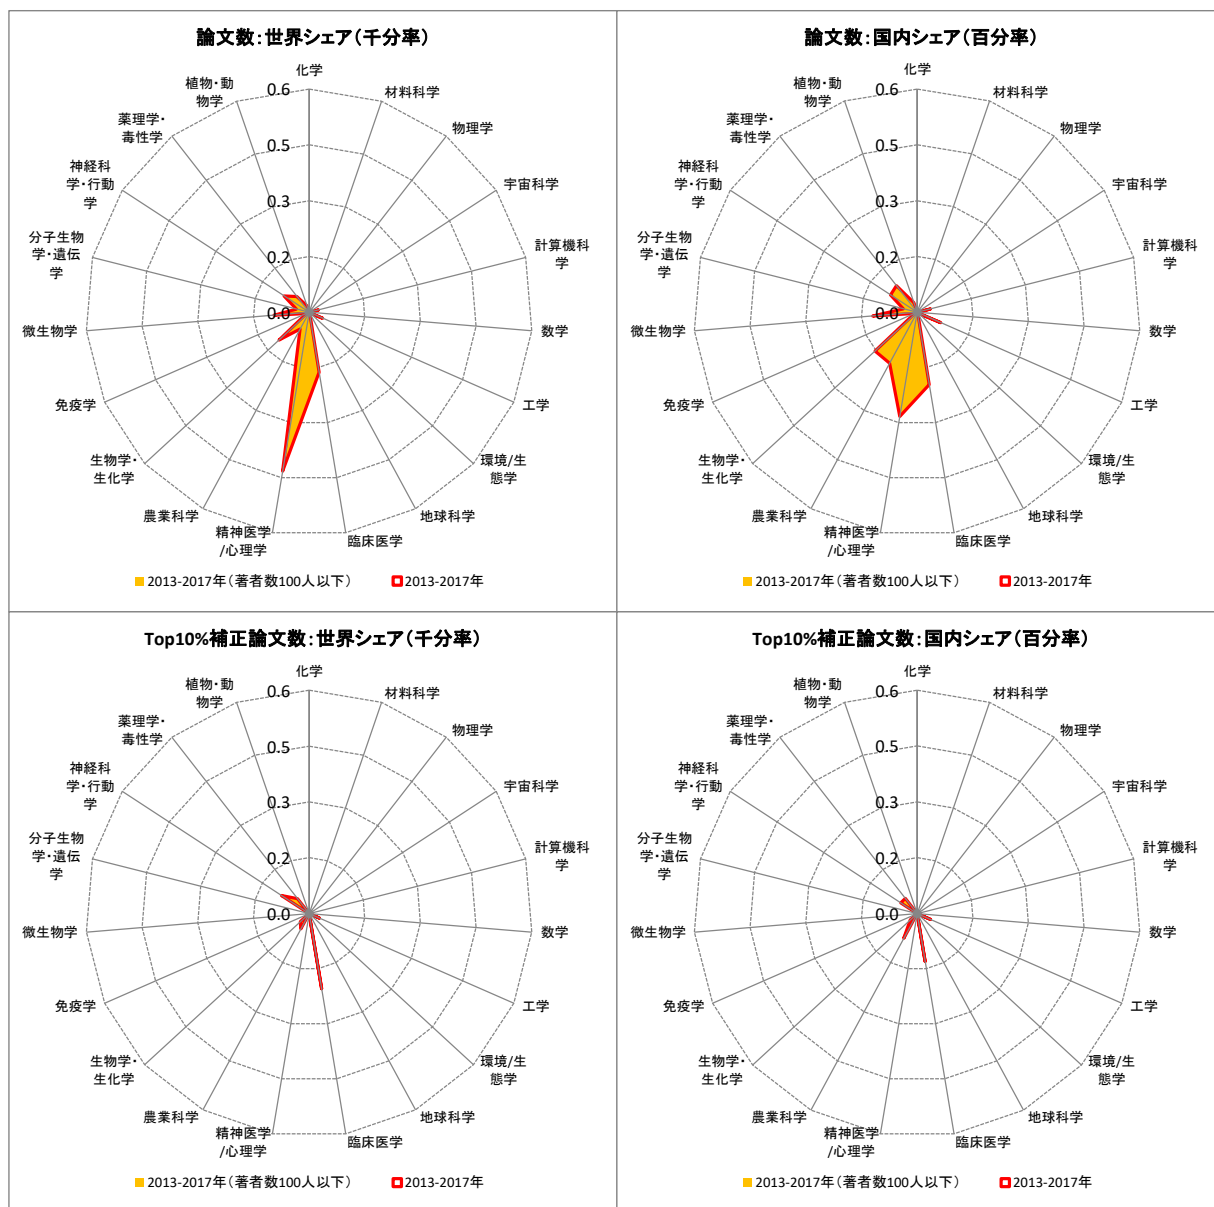 論文数：世界シェア（千分率）
化学
材料科学
物理学
宇宙科学
計算機科
学
数学
工学
環境/生
態学
地球科学
臨床医学
精神医学
/心理学
農業科学
生物学・
生化学
免疫学
微生物学
分子生物
学・遺伝
学
神経科
学・行動
学
薬理学・
毒性学
植物・動
物学
0.6
0.5
0.3
0.2
0.0
2013-2017年（著者数100人以下）
2013-2017年
論文数：国内シェア（百分率）
化学
材料科学
物理学
宇宙科学
計算機科
学
数学
工学
環境/生
態学
地球科学
臨床医学
精神医学
/心理学
農業科学
生物学・
生化学
免疫学
微生物学
分子生物
学・遺伝
学
神経科
学・行動
学
薬理学・
毒性学
植物・動
物学
0.6
0.5
0.3
0.2
0.0
2013-2017年（著者数100人以下）
2013-2017年
Top10%補正論文数：世界シェア（千分率）
化学
材料科学
物理学
宇宙科学
計算機科
学
数学
工学
環境/生
態学
地球科学
臨床医学
精神医学
/心理学
農業科学
生物学・
生化学
免疫学
微生物学
分子生物
学・遺伝
学
神経科
学・行動
学
薬理学・
毒性学
植物・動
物学
0.6
0.5
0.3
0.2
0.0
2013-2017年（著者数100人以下）
2013-2017年
Top10%補正論文数：国内シェア（百分率）
化学
材料科学
物理学
宇宙科学
計算機科
学
数学
工学
環境/生
態学
地球科学
臨床医学
精神医学
/心理学
農業科学
生物学・
生化学
免疫学
微生物学
分子生物
学・遺伝
学
神経科
学・行動
学
薬理学・
毒性学
植物・動
物学
0.6
0.5
0.3
0.2
0.0
2013-2017年（著者数100人以下）
2013-2017年